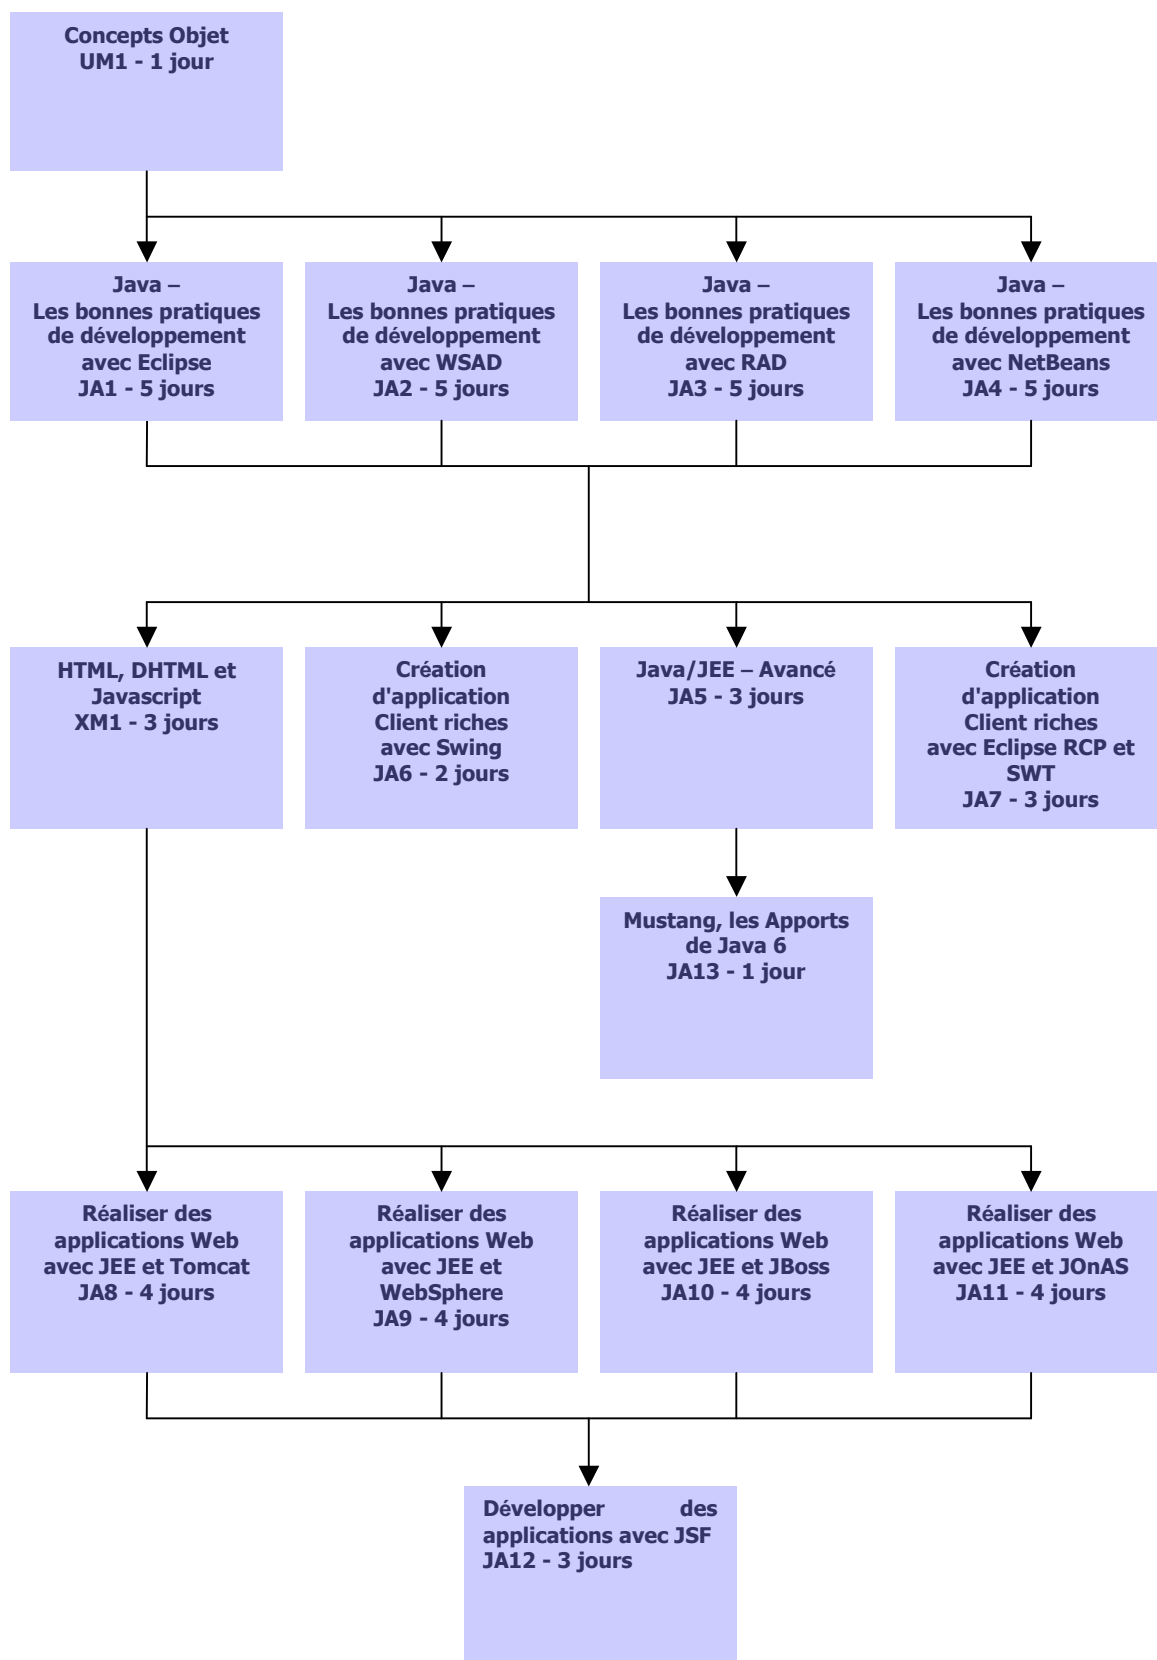 Concepts Objet
UM1 - 1 jour
Java –
Les bonnes pratiques
de développement
avec Eclipse
JA1 - 5 jours
Java –
Les bonnes pratiques
de développement
avec WSAD
JA2 - 5 jours
Java –
Les bonnes pratiques
de développement
avec RAD
JA3 - 5 jours
Java –
Les bonnes pratiques
de développement
avec NetBeans
JA4 - 5 jours
HTML, DHTML et
Javascript
XM1 - 3 jours
Création
d'application
Client riches
avec Swing
JA6 - 2 jours
Java/JEE – Avancé
JA5 - 3 jours
Création
d'application
Client riches
avec Eclipse RCP et
SWT
JA7 - 3 jours
Mustang, les Apports
de Java 6
JA13 - 1 jour
Réaliser des
applications Web
avec JEE et Tomcat
JA8 - 4 jours
Réaliser des
applications Web
avec JEE et
WebSphere
JA9 - 4 jours
Réaliser des
applications Web
avec JEE et JBoss
JA10 - 4 jours
Réaliser des
applications Web
avec JEE et JOnAS
JA11 - 4 jours
Développer des
applications avec JSF
JA12 - 3 jours